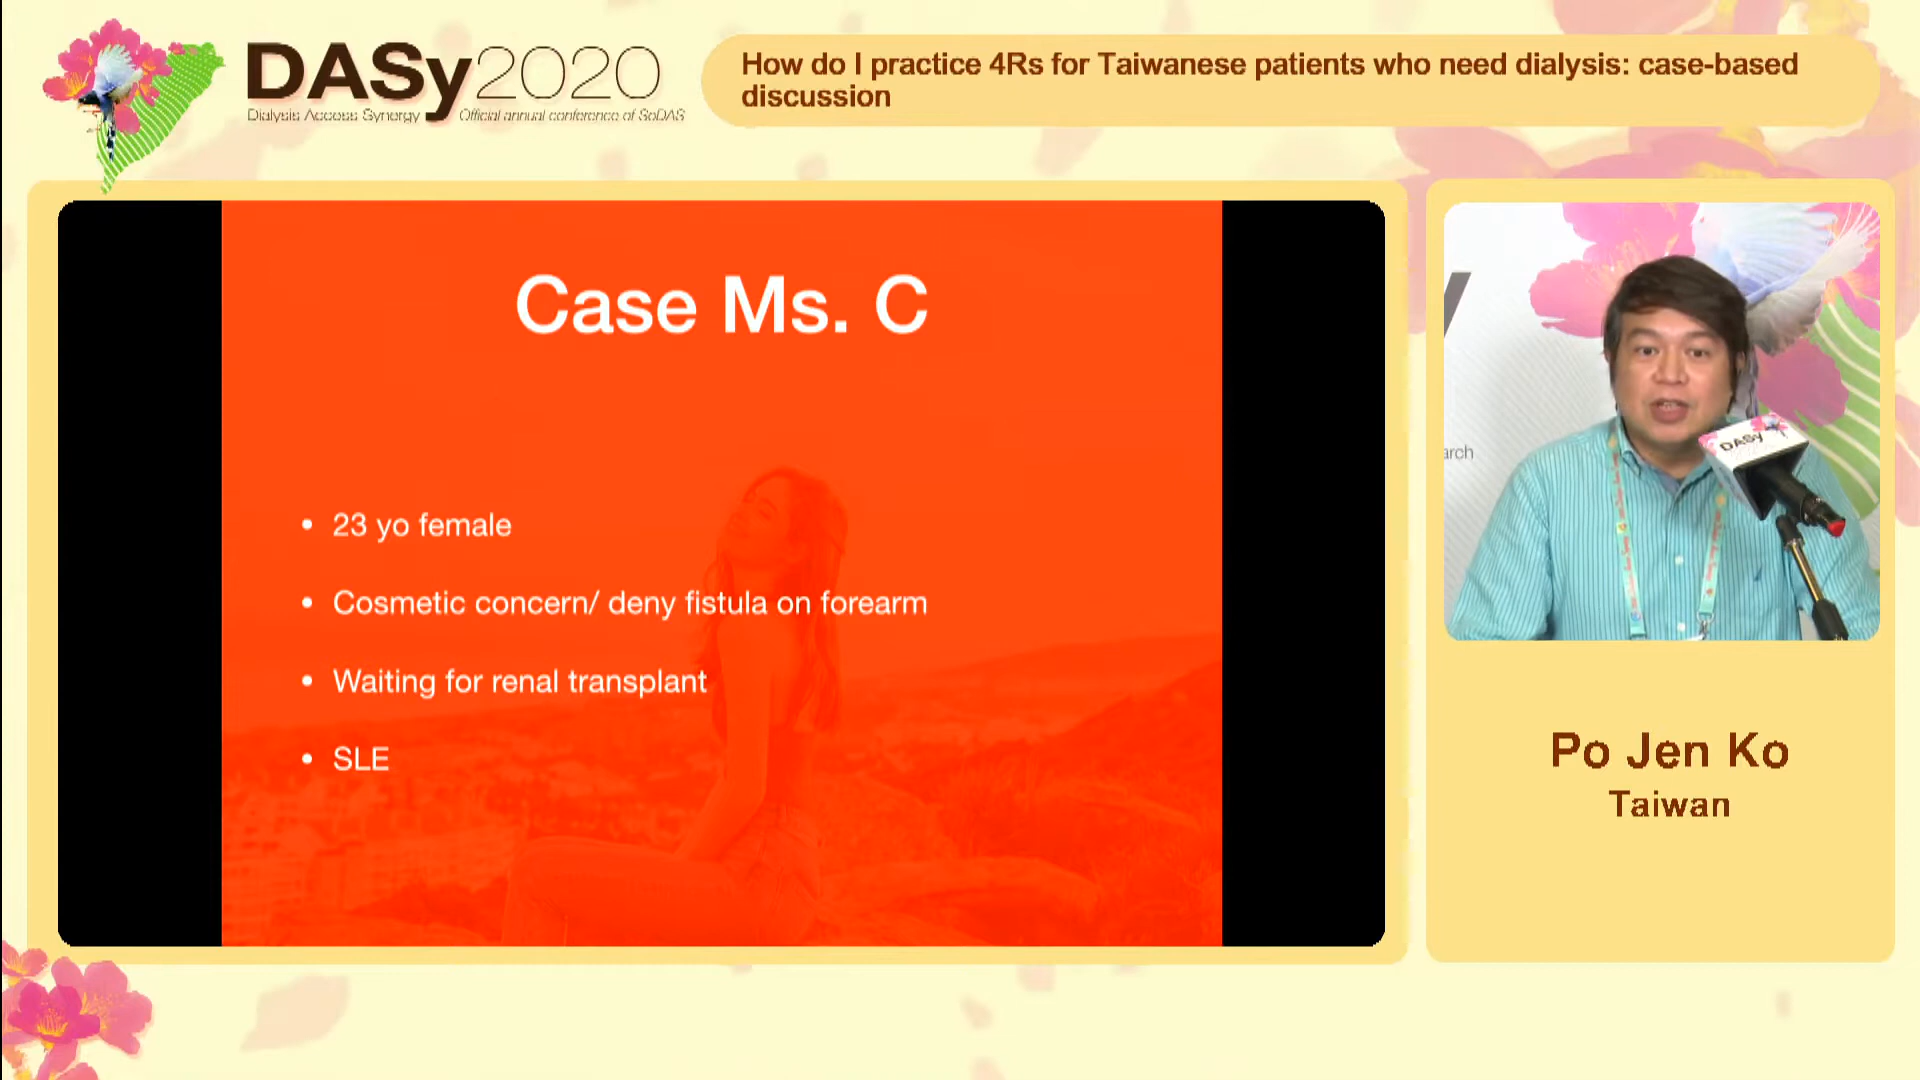 DASy2020
Dialysis Access Synergy Official annual conference of SoDAS
How do I practice 4Rs for Taiwanese patients who need dialysis: case-based
discussion
Case Ms. C
• 23 yo female
• Cosmetic concern/ deny fistula on forearm
• Waiting for renal transplant
• SLE
y
arch
DASy
Po Jen Ko
Taiwan